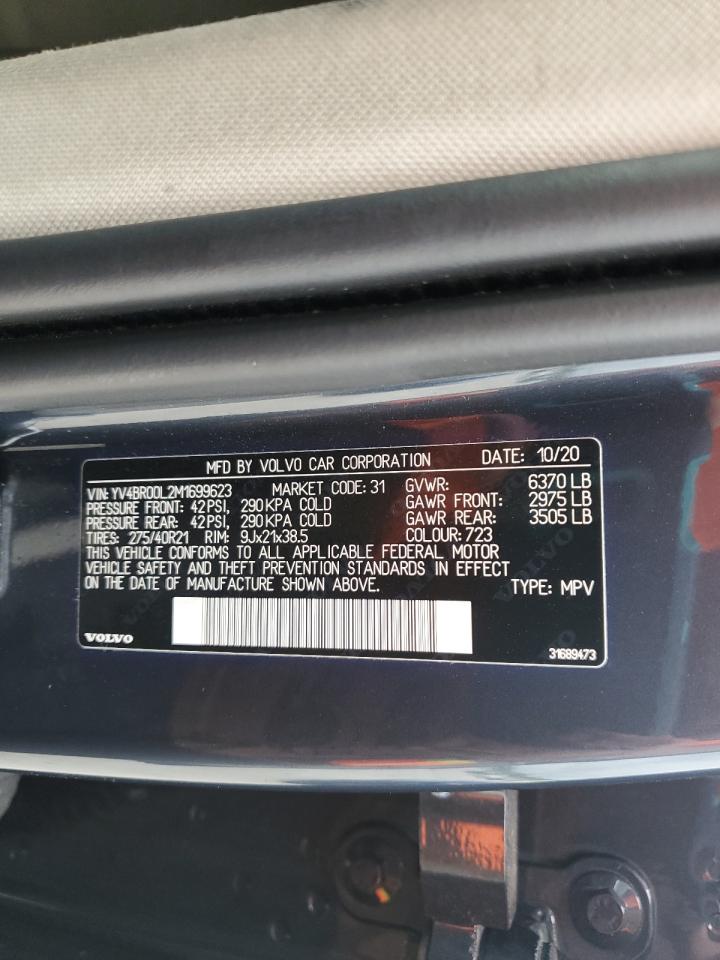 MFD BY VOLVO CAR CORPORATION DATE: 10/20
VIN: YV4BR00L2M1699623 MARKET CODE: 31 GVWR: 6370 LB
PRESSURE FRONT: 42 PSI, 290 KPA COLD GAWR FRONT: 2975 LB
PRESSURE REAR: 42 PSI, 290 KPA COLD GAWR REAR: 3505 LB
TIRES: 275/40R21 RIM: 9Jx21x38.5 COLOUR: 723
THIS VEHICLE CONFORMS TO ALL APPLICABLE FEDERAL MOTOR
VEHICLE SAFETY AND THEFT PREVENTION STANDARDS IN EFFECT
ON THE DATE OF MANUFACTURE SHOWN ABOVE. TYPE: MPV
VOLVO 31689473